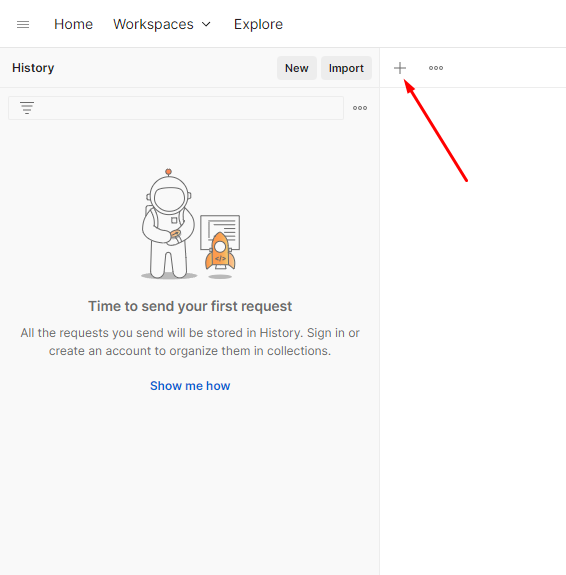 Home Workspaces Explore
History New Import
Time to send your first request
All the requests you send will be stored in History. Sign in or
create an account to organize them in collections.
Show me how